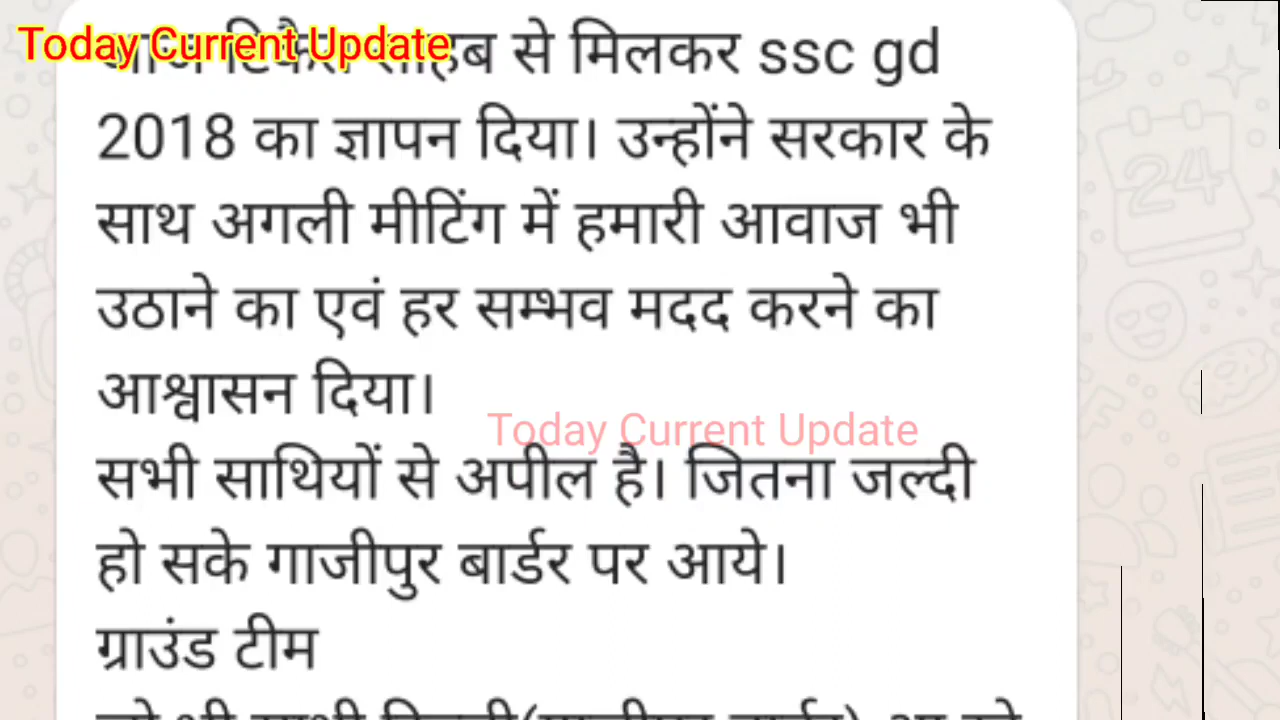 Today Current Update
से मिलकर ssc gd
2018 का ज्ञापन दिया। उन्होंने सरकार के
साथ अगली मीटिंग में हमारी आवाज भी
उठाने का एवं हर सम्भव मदद करने का
आश्वासन दिया।
Today Current Update
सभी साथियों से अपील है। जितना जल्दी
हो सके गाजीपुर बार्डर पर आये।
ग्राउंड टीम